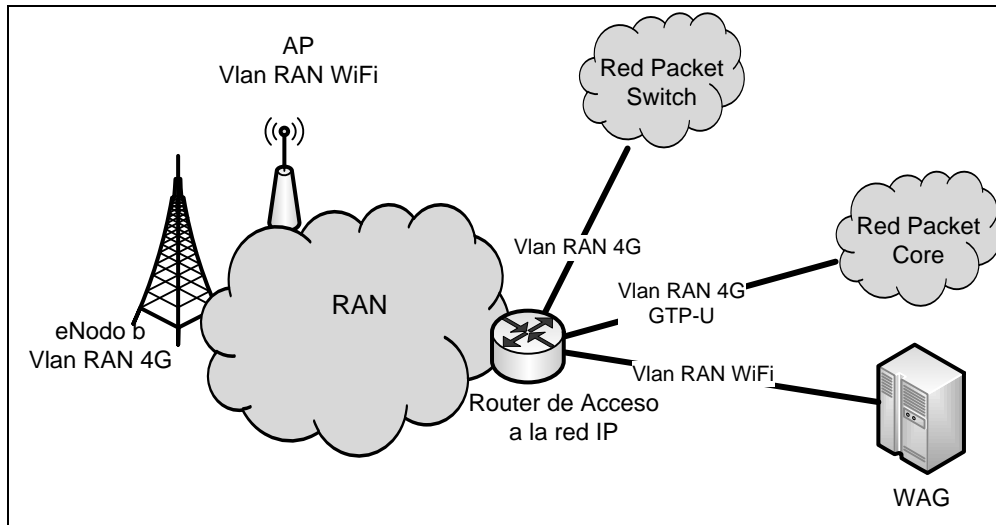 AP
Vlan RAN WiFi
Red Packet
Switch
Red Packet
Core
Vlan RAN 4G
Vlan RAN 4G
GTP-U
RAN
eNodo b
Vlan RAN 4G
Vlan RAN WiFi
Router de Acceso
a la red IP
WAG